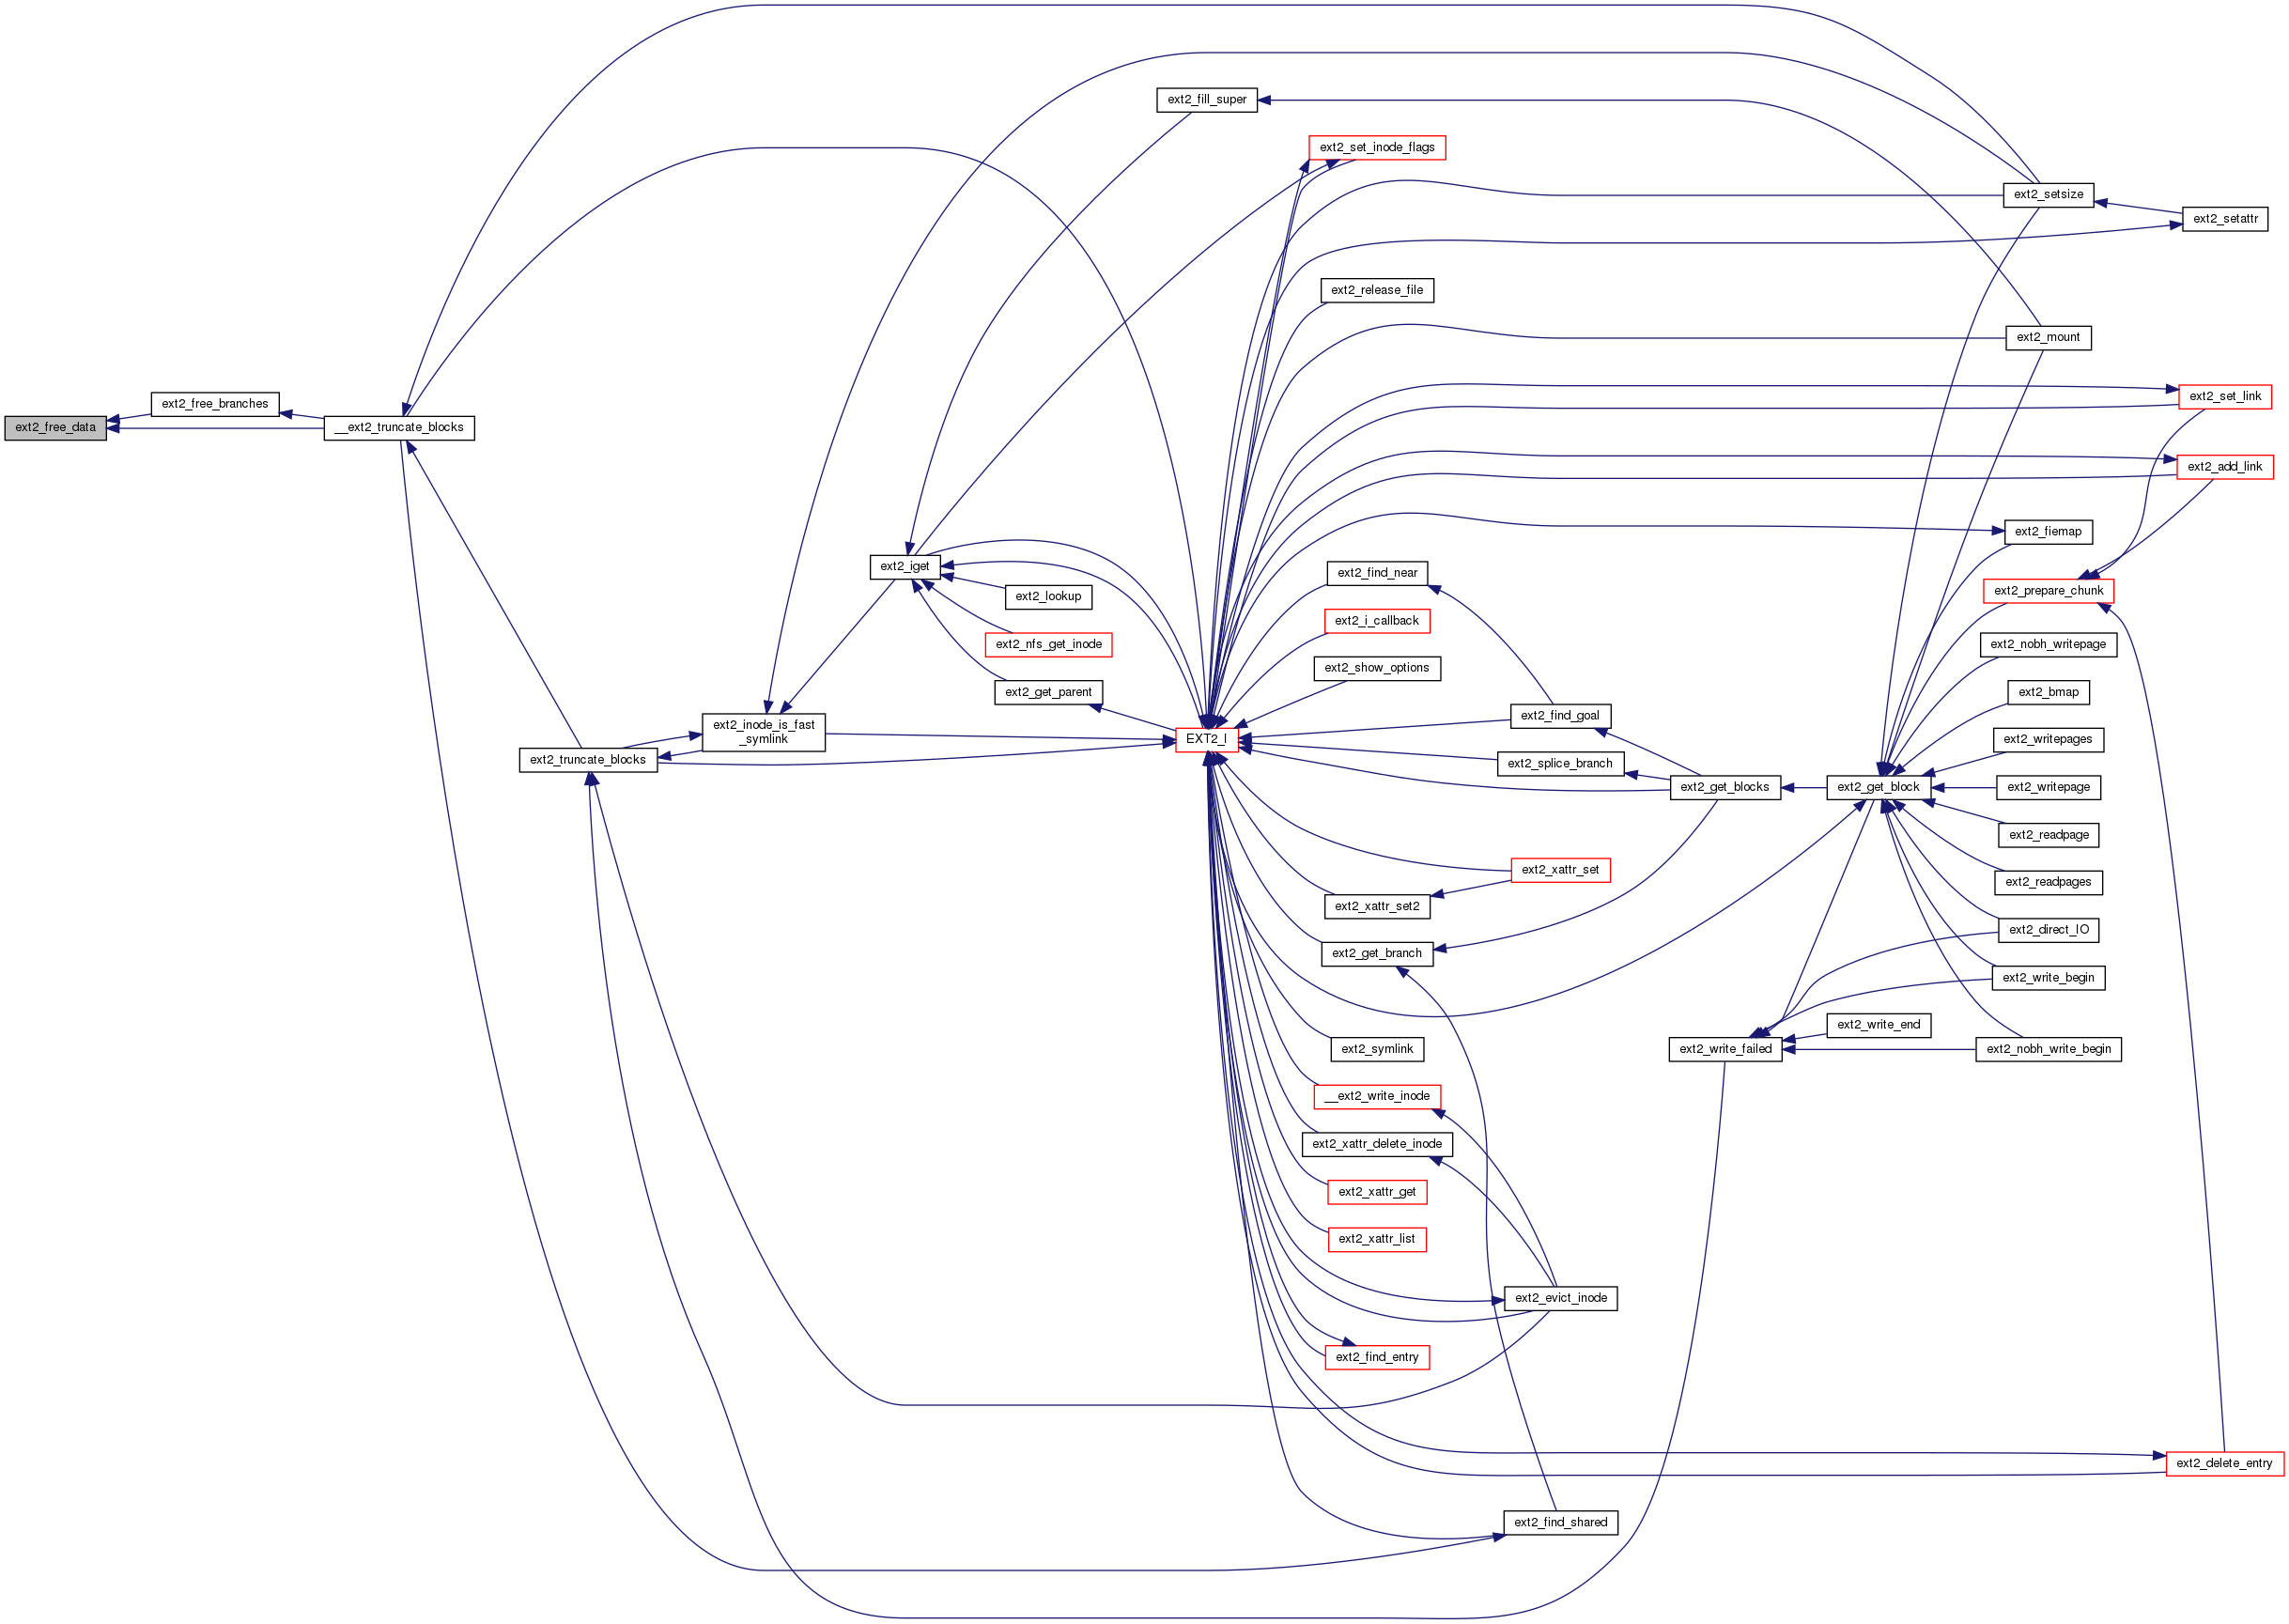 ext2_fill_super
ext2_set_inode_flags
ext2_setsize
ext2_setattr
ext2_release_file
ext2_mount
ext2_free_data
ext2_free_branches
__ext2_truncate_blocks
ext2_set_link
ext2_add_link
ext2_fiemap
ext2_iget
ext2_lookup
ext2_find_near
ext2_prepare_chunk
ext2_i_callback
ext2_nfs_get_inode
ext2_nobh_writepage
ext2_show_options
ext2_get_parent
ext2_bmap
ext2_find_goal
ext2_truncate_blocks
ext2_inode_is_fast
_symlink
EXT2_I
ext2_writepages
ext2_splice_branch
ext2_get_blocks
ext2_get_block
ext2_writepage
ext2_readpage
ext2_xattr_set
ext2_readpages
ext2_xattr_set2
ext2_direct_IO
ext2_get_branch
ext2_write_begin
ext2_write_end
ext2_symlink
ext2_write_failed
ext2_nobh_write_begin
__ext2_write_inode
ext2_xattr_delete_inode
ext2_xattr_get
ext2_xattr_list
ext2_evict_inode
ext2_find_entry
ext2_delete_entry
ext2_find_shared